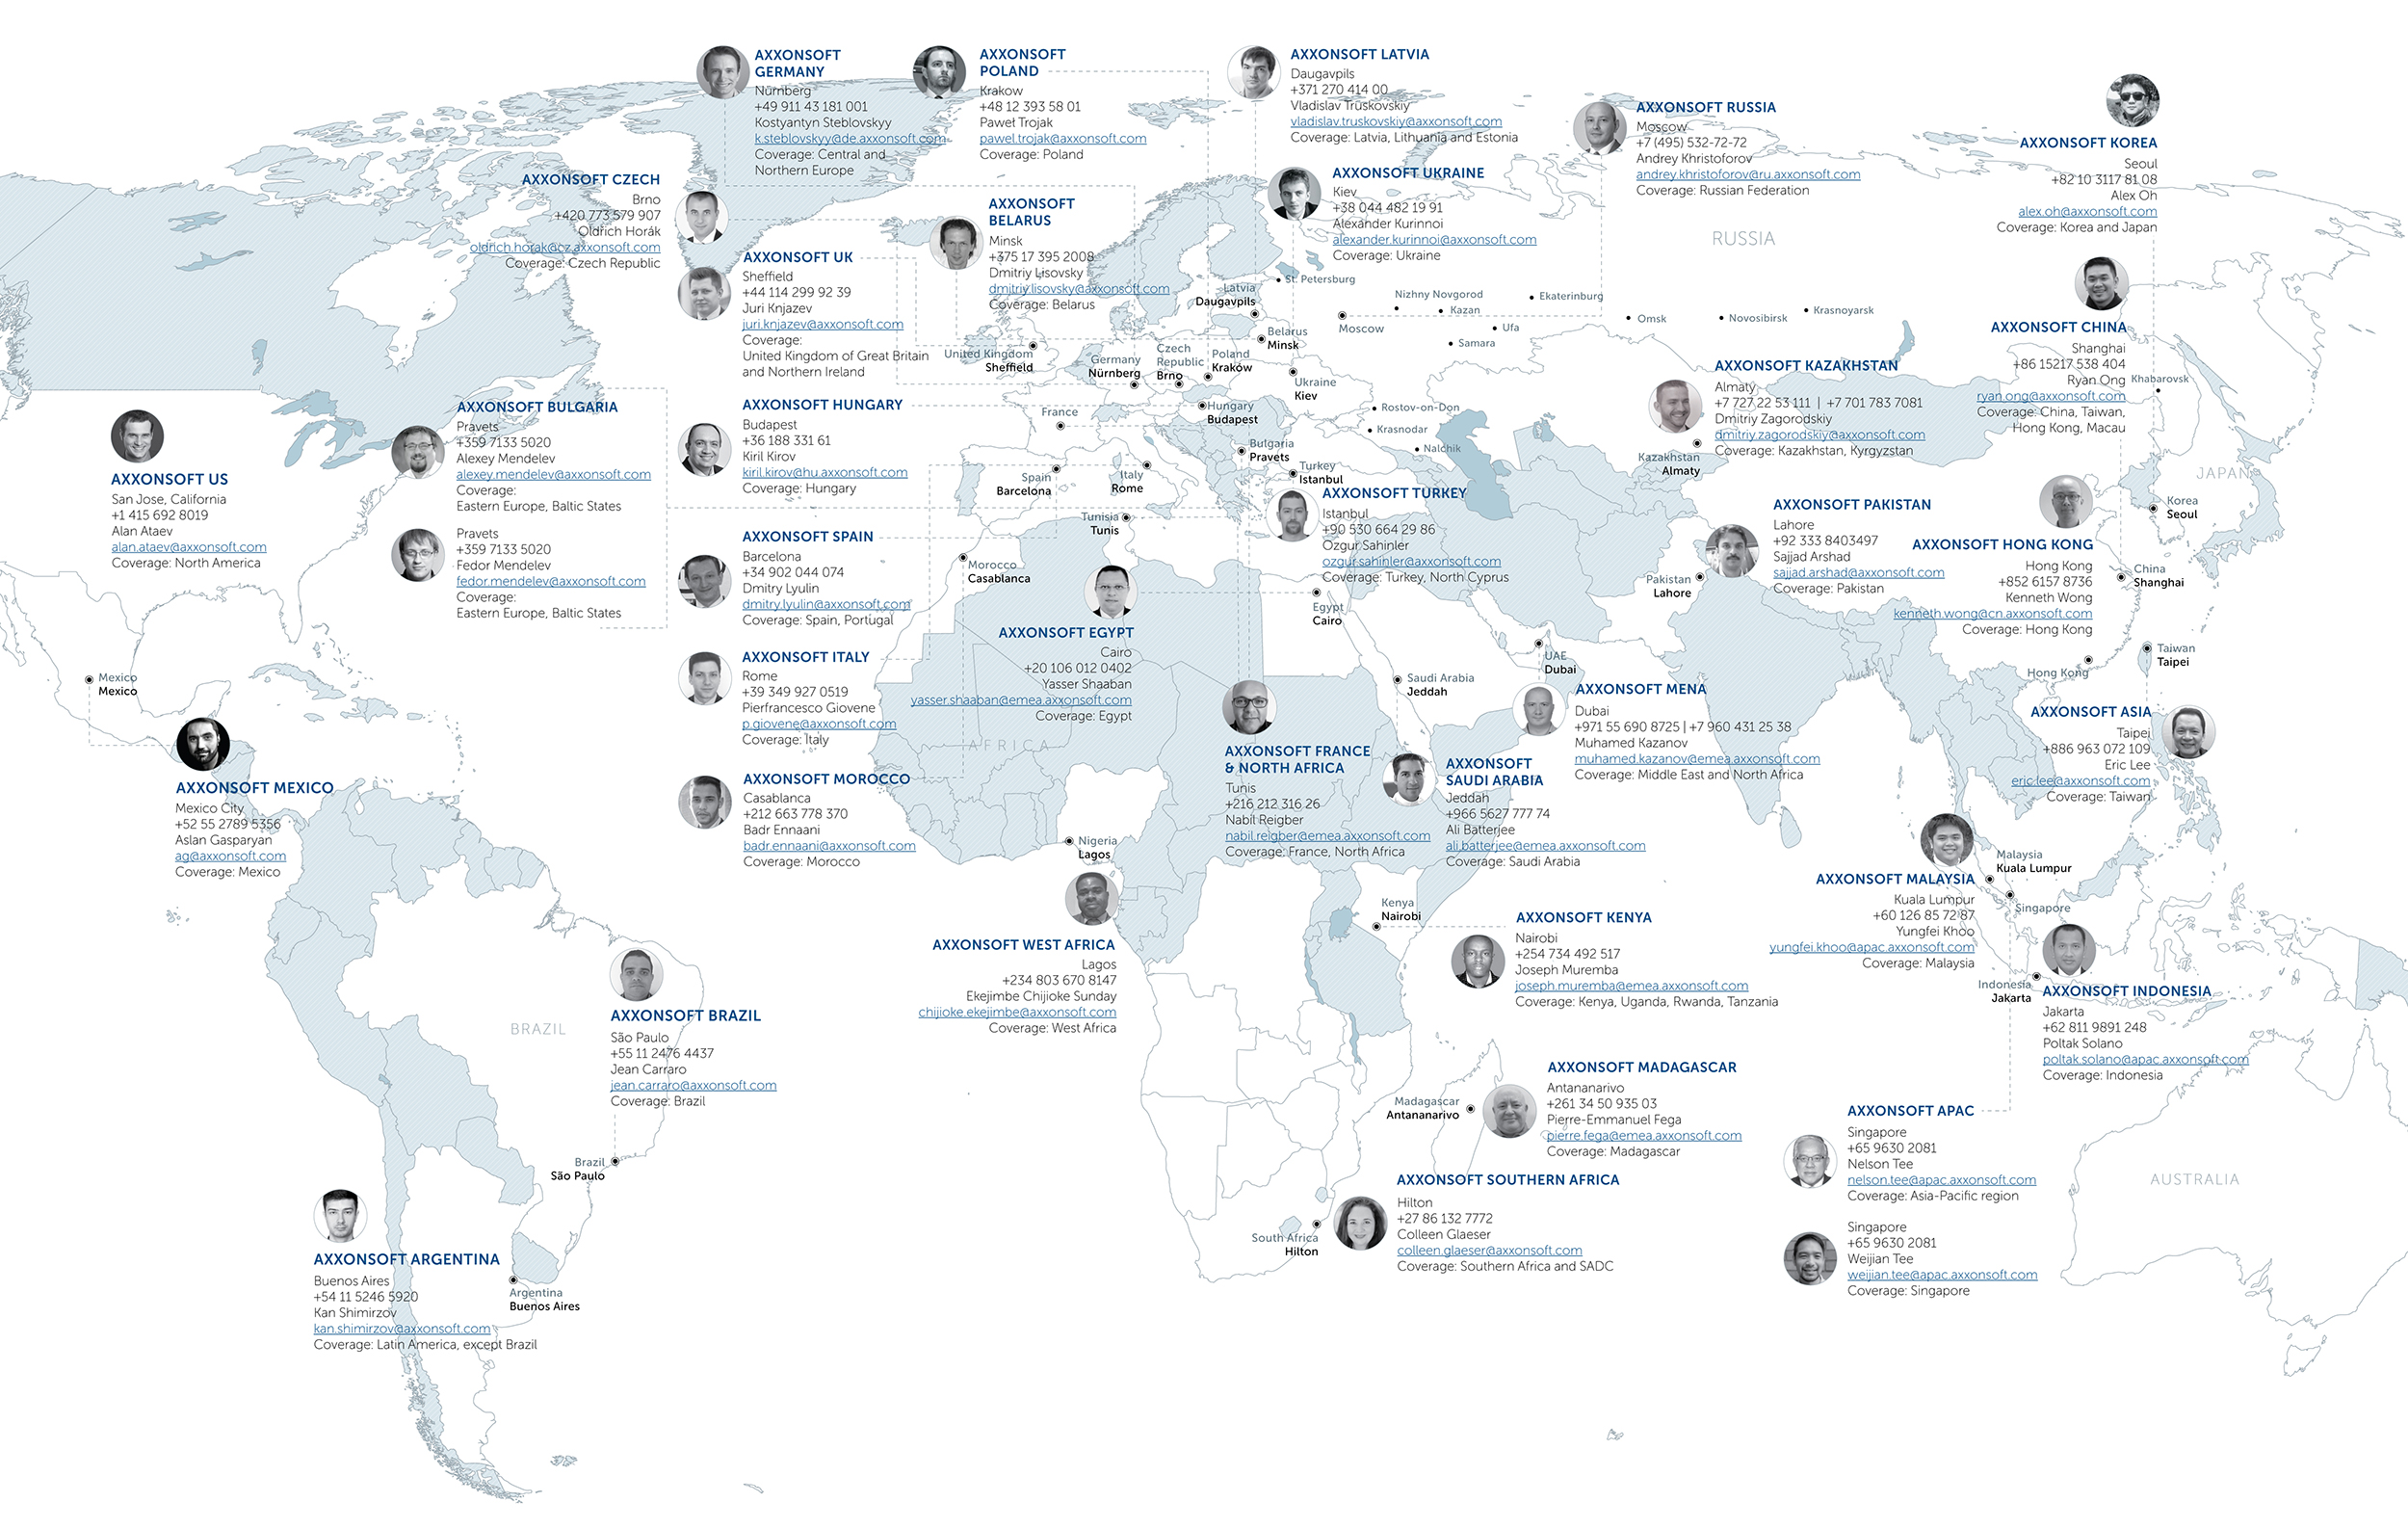 AXXONSOFT
GERMANY
Nürnberg
+49 911 43 181 001
Kostyantyn Steblovskyy
k.steblovskyy@de.axxonsoft.com
Coverage: Central and
Northern Europe
AXXONSOFT
POLAND
Krakow
+48 12 393 58 01
Paweł Trojak
pawel.trojak@axxonsoft.com
Coverage: Poland
AXXONSOFT LATVIA
Daugavpils
+371 270 414 00
Vladislav Truskovskiy
vladislav.truskovskiy@axxonsoft.com
Coverage: Latvia, Lithuania and Estonia
AXXONSOFT RUSSIA
Moscow
+7 (495) 532-72-72
Andrey Khristoforov
andrey.khristoforov@ru.axxonsoft.com
Coverage: Russian Federation
AXXONSOFT KOREA
Seoul
+82 10 3117 81 08
Alex Oh
alex.oh@axxonsoft.com
Coverage: Korea and Japan
AXXONSOFT CZECH
Brno
+420 773 579 907
Oldřich Horák
oldrich.horak@cz.axxonsoft.com
Coverage: Czech Republic
AXXONSOFT
BELARUS
Minsk
+375 17 395 2008
Dmitriy Lisovsky
dmitriy.lisovsky@axxonsoft.com
Coverage: Belarus
AXXONSOFT UKRAINE
Kiev
+38 044 482 19 91
Alexander Kurinnoi
alexander.kurinnoi@axxonsoft.com
Coverage: Ukraine
RUSSIA
AXXONSOFT UK
Sheffield
+44 114 299 92 39
Juri Knjazev
juri.knjazev@axxonsoft.com
Coverage:
United Kingdom of Great Britain
and Northern Ireland
AXXONSOFT CHINA
Shanghai
+86 15217 538 404
Ryan Ong
ryan.ong@axxonsoft.com
Coverage: China, Taiwan,
Hong Kong, Macau
St. Petersburg
Latvia
Daugavpils
Nizhny Novgorod
Kazan
Ekaterinburg
Moscow
Ufa
Samara
Omsk
Novosibirsk
Krasnoyarsk
Khabarovsk
Belarus
Minsk
United Kingdom
Sheffield
Germany
Nürnberg
Czech
Republic
Brno
Poland
Kraków
Ukraine
Kiev
France
Hungary
Budapest
Rostov-on-Don
Krasnodar
Nalchik
Bulgaria
Pravets
Turkey
Istanbul
Spain
Barcelona
Italy
Rome
Tunisia
Tunis
Kazakhstan
Almaty
AXXONSOFT KAZAKHSTAN
Almaty
+7 727 22 53 111 | +7 701 783 7081
Dmitriy Zagorodskiy
dmitriy.zagorodskiy@axxonsoft.com
Coverage: Kazakhstan, Kyrgyzstan
AXXONSOFT US
San Jose, California
+1 415 692 8019
Alan Ataev
alan.ataev@axxonsoft.com
Coverage: North America
AXXONSOFT BULGARIA
Pravets
+359 7133 5020
Alexey Mendelev
alexey.mendelev@axxonsoft.com
Coverage:
Eastern Europe, Baltic States
Pravets
+359 7133 5020
Fedor Mendelev
fedor.mendelev@axxonsoft.com
Coverage:
Eastern Europe, Baltic States
AXXONSOFT HUNGARY
Budapest
+36 188 331 61
Kiril Kirov
kiril.kirov@hu.axxonsoft.com
Coverage: Hungary
AXXONSOFT TURKEY
Istanbul
+90 530 664 29 86
Ozgur Sahinler
ozgur.sahinler@axxonsoft.com
Coverage: Turkey, North Cyprus
AXXONSOFT PAKISTAN
Lahore
+92 333 8403497
Sajjad Arshad
sajjad.arshad@axxonsoft.com
Coverage: Pakistan
Pakistan
Lahore
JAPAN
Korea
Seoul
AXXONSOFT HONG KONG
Hong Kong
+852 6157 8736
Kenneth Wong
kenneth.wong@cn.axxonsoft.com
Coverage: Hong Kong
China
Shanghai
Taiwan
Taipei
Hong Kong
AXXONSOFT SPAIN
Barcelona
+34 902 044 074
Dmitry Lyulin
dmitry.lyulin@axxonsoft.com
Coverage: Spain, Portugal
Morocco
Casablanca
Egypt
Cairo
AXXONSOFT EGYPT
Cairo
+20 106 012 0402
Yasser Shaaban
yasser.shaaban@emea.axxonsoft.com
Coverage: Egypt
UAE
Dubai
Saudi Arabia
Jeddah
AXXONSOFT ITALY
Rome
+39 349 927 0519
Pierfrancesco Giovene
p.giovene@axxonsoft.com
Coverage: Italy
Mexico
Mexico
AFRICA
AXXONSOFT MENA
Dubai
+971 55 690 8725 | +7 960 431 25 38
Muhamed Kazanov
muhamed.kazanov@emea.axxonsoft.com
Coverage: Middle East and North Africa
AXXONSOFT ASIA
Taipei
+886 963 072 109
Eric Lee
eric.lee@axxonsoft.com
Coverage: Taiwan
AXXONSOFT FRANCE
& NORTH AFRICA
Tunis
+216 212 316 26
Nabil Reigber
nabil.reigber@emea.axxonsoft.com
Coverage: France, North Africa
AXXONSOFT
SAUDI ARABIA
Jeddah
+966 5627 777 74
Ali Batterjee
ali.batterjee@emea.axxonsoft.com
Coverage: Saudi Arabia
AXXONSOFT MEXICO
Mexico City
+52 55 2789 5356
Aslan Gasparyan
ag@axxonsoft.com
Coverage: Mexico
AXXONSOFT MOROCCO
Casablanca
+212 663 778 370
Badr Ennaani
badr.ennaani@axxonsoft.com
Coverage: Morocco
Nigeria
Lagos
Malaysia
Kuala Lumpur
AXXONSOFT MALAYSIA
Kuala Lumpur
+60 126 85 72 87
Yungfei Khoo
yungfei.khoo@apac.axxonsoft.com
Coverage: Malaysia
Singapore
Kenya
Nairobi
AXXONSOFT KENYA
Nairobi
+254 734 492 517
Joseph Muremba
joseph.muremba@emea.axxonsoft.com
Coverage: Kenya, Uganda, Rwanda, Tanzania
AXXONSOFT WEST AFRICA
Lagos
+234 803 670 8147
Ekejimbe Chijioke Sunday
chijioke.ekejimbe@axxonsoft.com
Coverage: West Africa
Indonesia
Jakarta
AXXONSOFT INDONESIA
Jakarta
+62 811 9891 248
Poltak Solano
poltak.solano@apac.axxonsoft.com
Coverage: Indonesia
BRAZIL
AXXONSOFT BRAZIL
São Paulo
+55 11 2476 4437
Jean Carraro
jean.carraro@axxonsoft.com
Coverage: Brazil
Brazil
São Paulo
AXXONSOFT MADAGASCAR
Antananarivo
+261 34 50 935 03
Pierre-Emmanuel Fega
pierre.fega@emea.axxonsoft.com
Coverage: Madagascar
Madagascar
Antananarivo
AXXONSOFT APAC
Singapore
+65 9630 2081
Nelson Tee
nelson.tee@apac.axxonsoft.com
Coverage: Asia-Pacific region
Singapore
+65 9630 2081
Weijian Tee
weijian.tee@apac.axxonsoft.com
Coverage: Singapore
AUSTRALIA
AXXONSOFT SOUTHERN AFRICA
Hilton
+27 86 132 7772
Colleen Glaeser
colleen.glaeser@axxonsoft.com
Coverage: Southern Africa and SADC
South Africa
Hilton
AXXONSOFT ARGENTINA
Buenos Aires
+54 11 5246 5920
Kan Shimirzov
kan.shimirzov@axxonsoft.com
Coverage: Latin America, except Brazil
Argentina
Buenos Aires